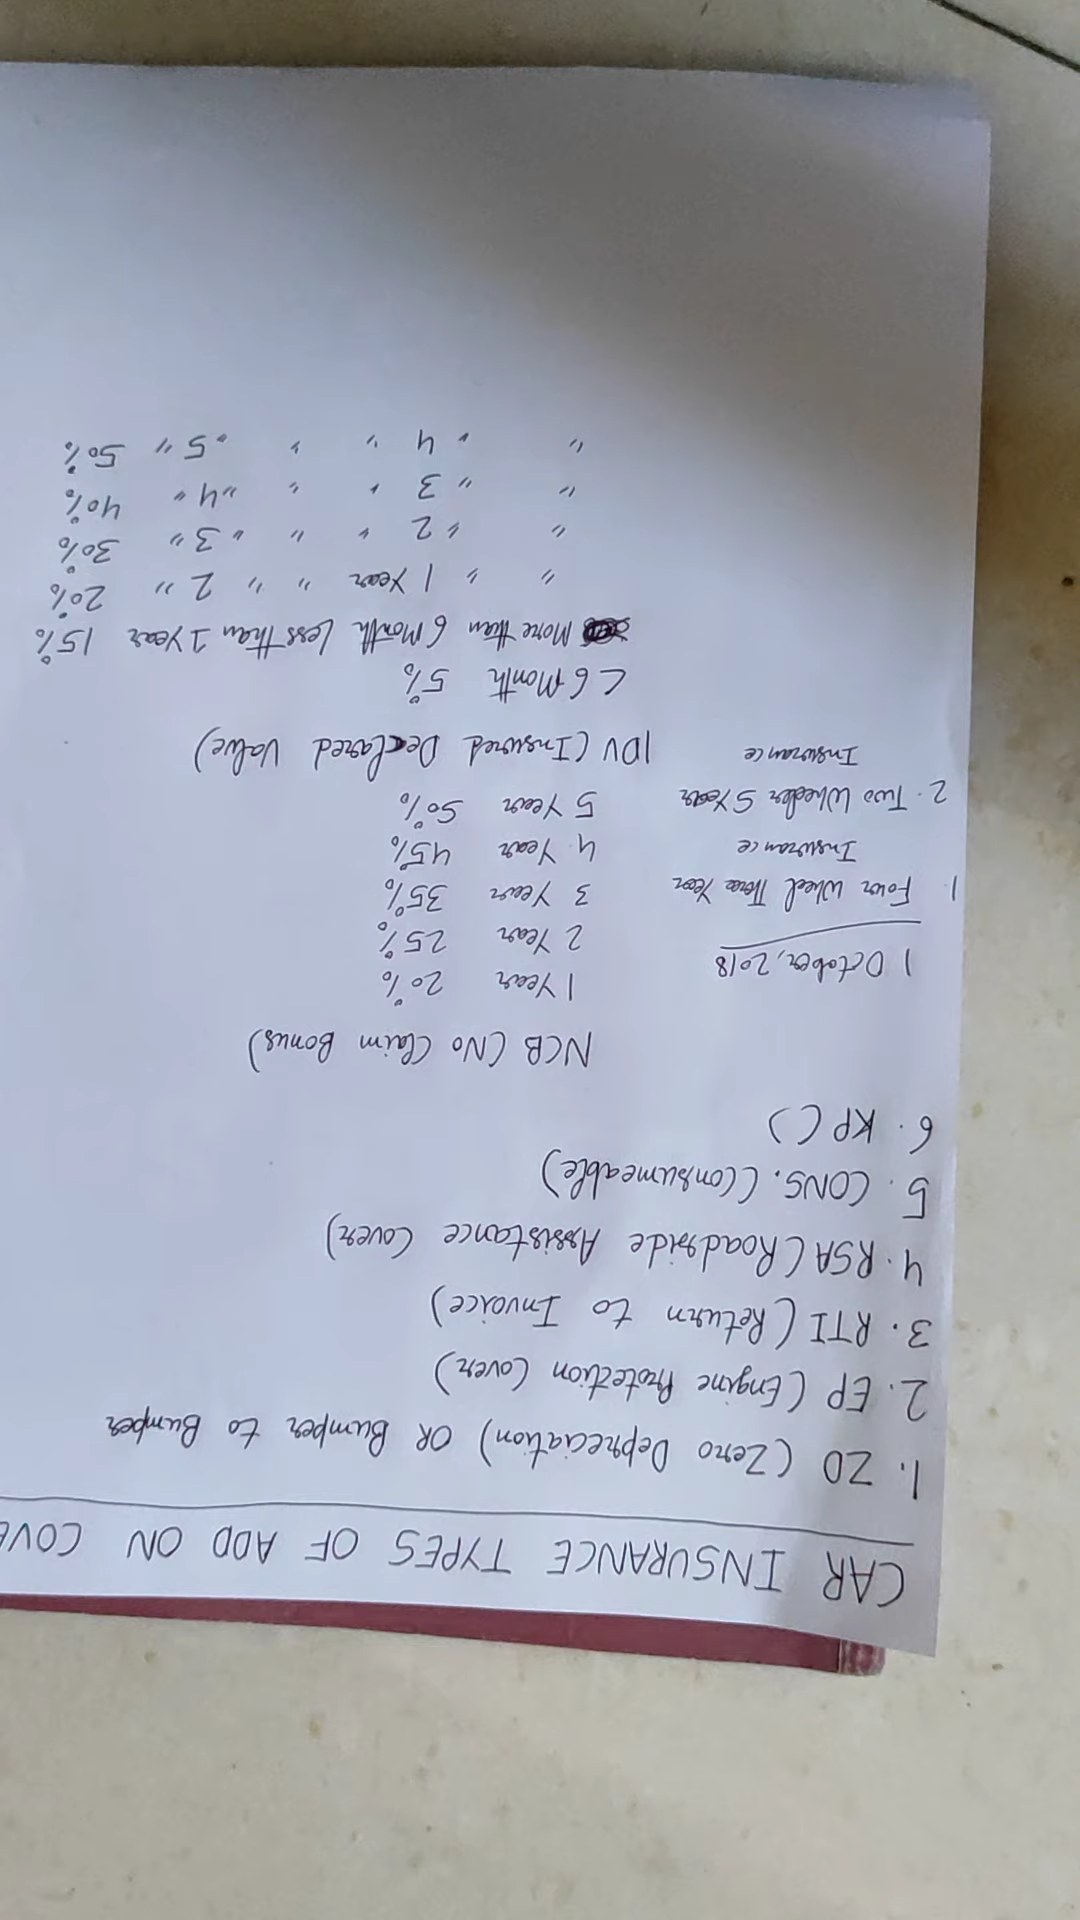 CAR INSURANCE TYPES OF ADD ON COVE
1. ZD (Zero Depreciation) OR Bumper to Bumper
2. EP (Engine Protection Cover)
3. RTI (Return to Invoice)
4. RSA (Roadside Assistance Cover)
5. CONS. (Consumeable)
6. KP ( )
NCB (No Claim Bonus)
1 Year 20%
2 Year 25%
3 Year 35%
4 Year 45%
5 Year 50%
1 October, 2018
1 Four Wheel Three Year
Insurance
2. Two Wheeler 5 Year
Insurance
IDV (Insured Declared Value)
< 6 Month 5%
More than 6 Month Less than 1 Year 15%
" " 1 Year " " 2 " 20%
" " 2 " " " 3 " 30%
" " 3 " " " 4 " 40%
" " 4 " " " 5 " 50%